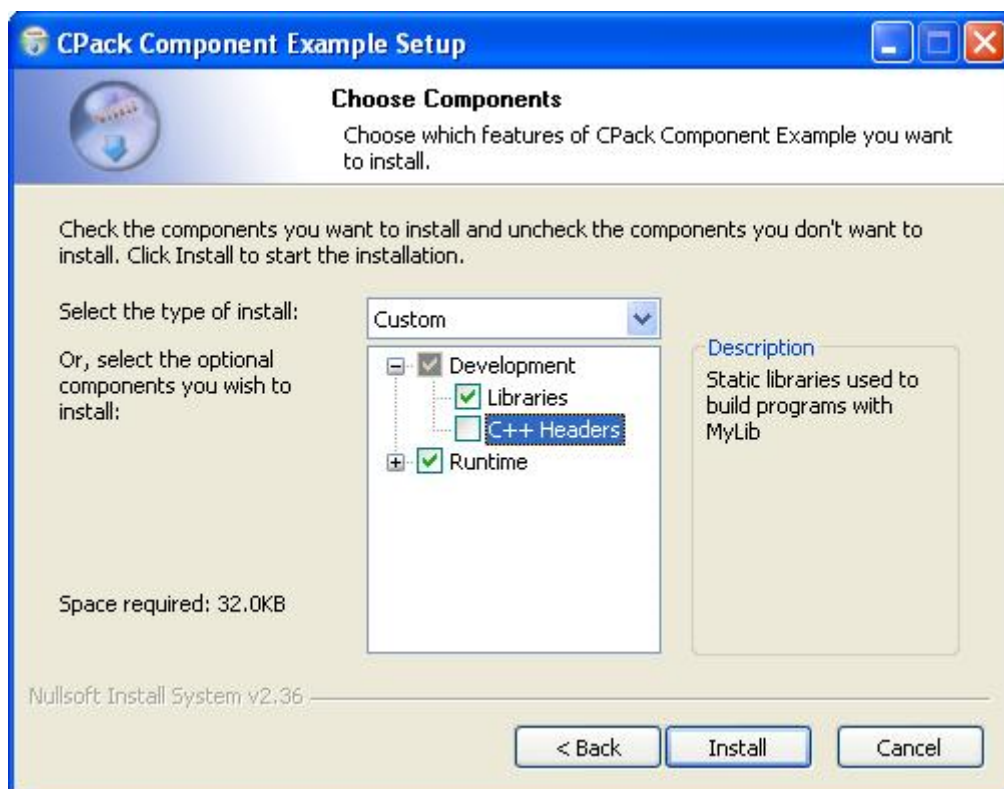 CPack Component Example Setup
Choose Components
Choose which features of CPack Component Example you want
to install.
Check the components you want to install and uncheck the components you don't want to
install. Click Install to start the installation.
Select the type of install:
Custom
Or, select the optional
components you wish to
install:
Development
Libraries
C++ Headers
Runtime
Description
Static libraries used to
build programs with
MyLib
Space required: 32.0KB
Nullsoft Install System v2.36
< Back
Install
Cancel